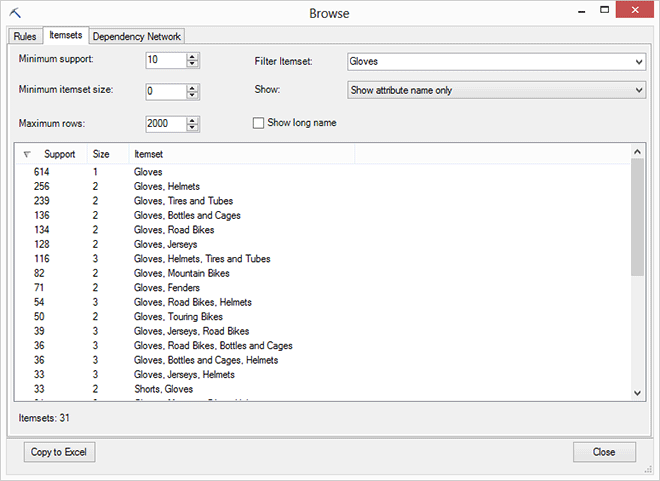 Browse
Rules Itemsets Dependency Network
Minimum support: 10 Filter Itemset: Gloves
Minimum itemset size: 0 Show: Show attribute name only
Maximum rows: 2000 Show long name
Support Size Itemset
614 1 Gloves
256 2 Gloves, Helmets
239 2 Gloves, Tires and Tubes
136 2 Gloves, Bottles and Cages
134 2 Gloves, Road Bikes
128 2 Gloves, Jerseys
116 3 Gloves, Helmets, Tires and Tubes
82 2 Gloves, Mountain Bikes
71 2 Gloves, Fenders
54 3 Gloves, Road Bikes, Helmets
50 2 Gloves, Touring Bikes
39 3 Gloves, Jerseys, Road Bikes
36 3 Gloves, Road Bikes, Bottles and Cages
36 3 Gloves, Bottles and Cages, Helmets
33 3 Gloves, Jerseys, Helmets
33 2 Shorts, Gloves
Itemsets: 31
Copy to Excel Close